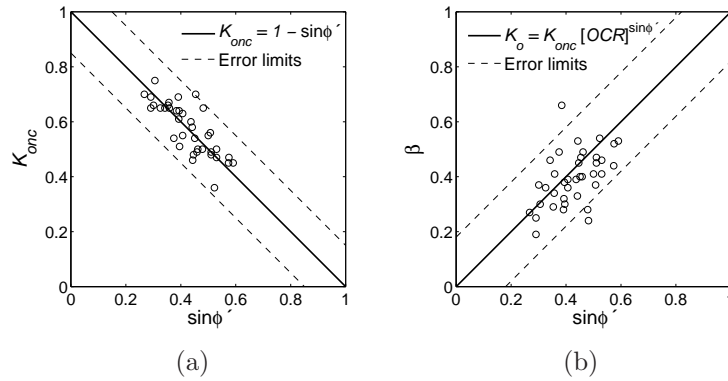 K_onc = 1 − sinϕ´
Error limits
1
0.8
0.6
0.4
0.2
0
K_onc
0 0.2 0.4 0.6 0.8 1
sinϕ´
(a)
K_o = K_onc [OCR]^sinϕ´
Error limits
1
0.8
0.6
0.4
0.2
0
β
0 0.2 0.4 0.6 0.8 1
sinϕ´
(b)